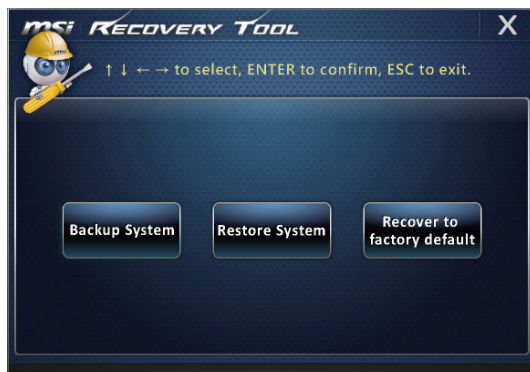 msi RECOVERY TOOL X
↑ ↓ ← → to select, ENTER to confirm, ESC to exit.
Backup System
Restore System
Recover to
factory default